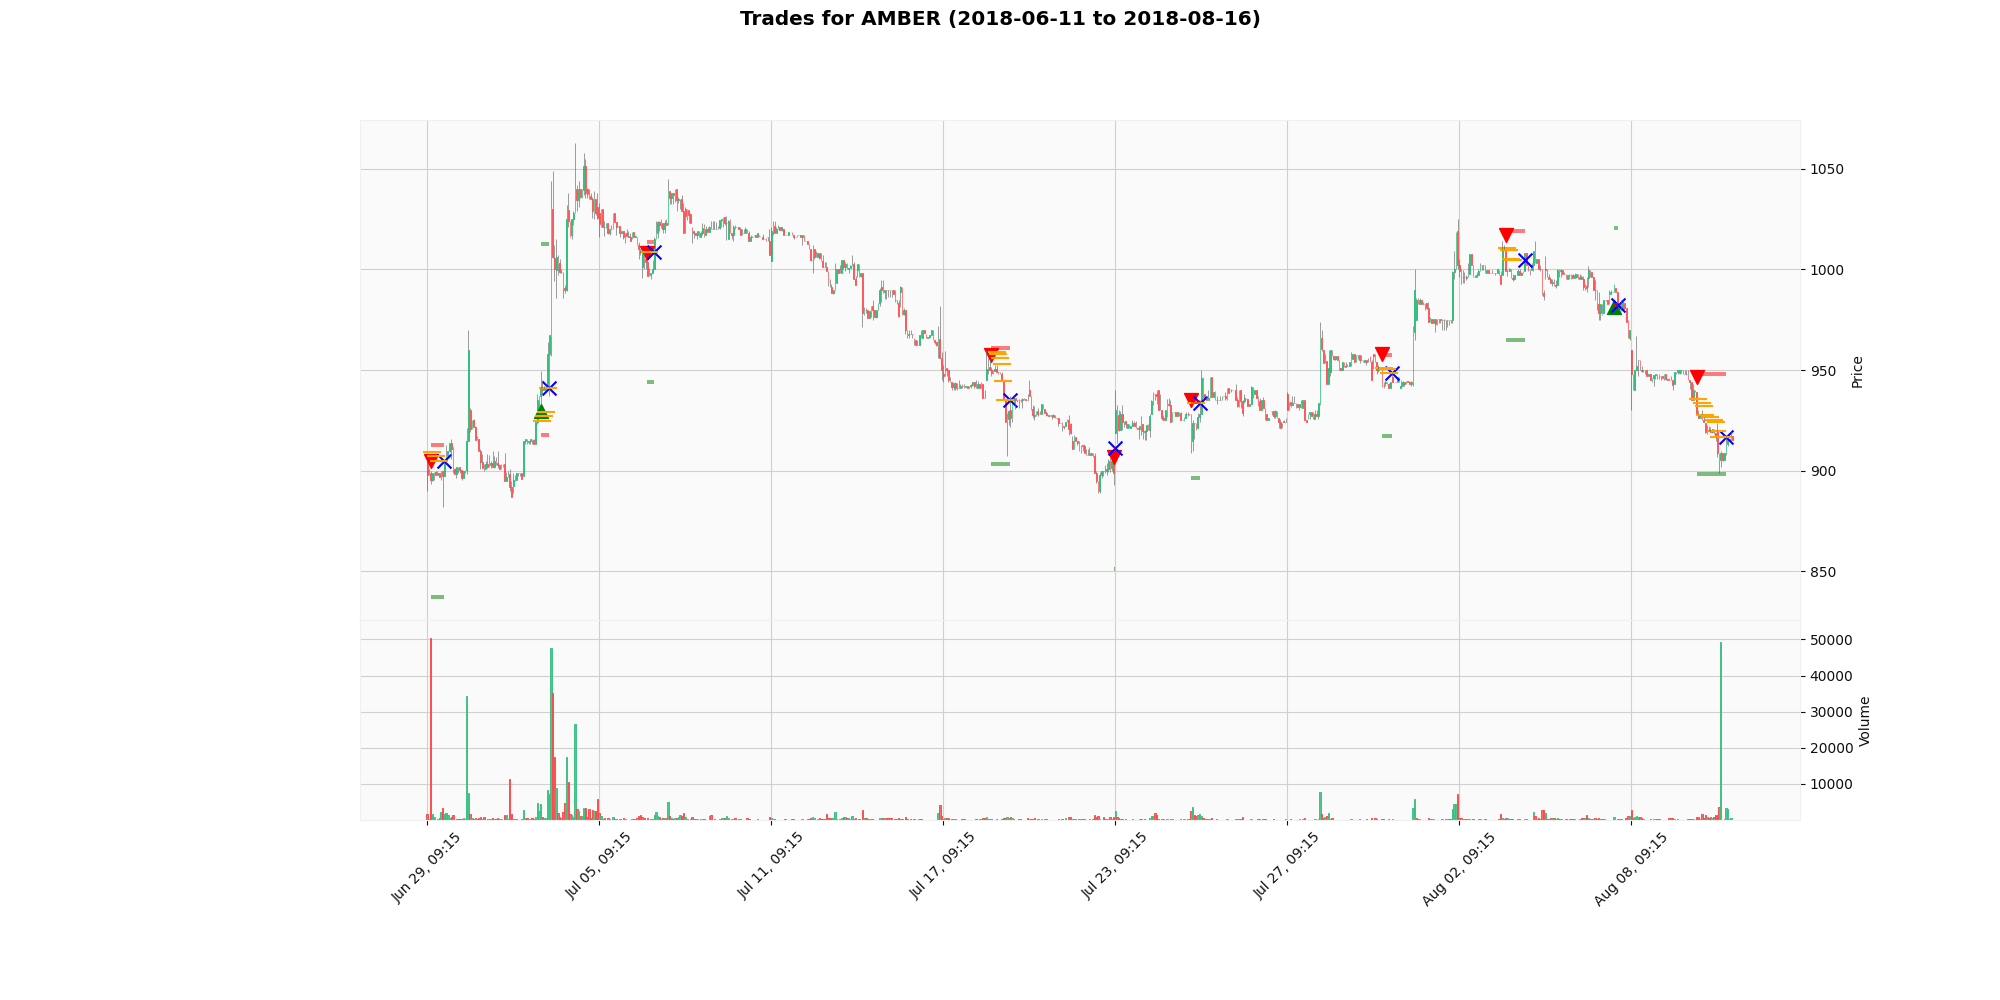 Trades for AMBER (2018-06-11 to 2018-08-16)
1050
1000
950
900
850
Price
50000
40000
30000
20000
10000
Volume
Jun 29, 09:15
Jul 05, 09:15
Jul 11, 09:15
Jul 17, 09:15
Jul 23, 09:15
Jul 27, 09:15
Aug 02, 09:15
Aug 08, 09:15